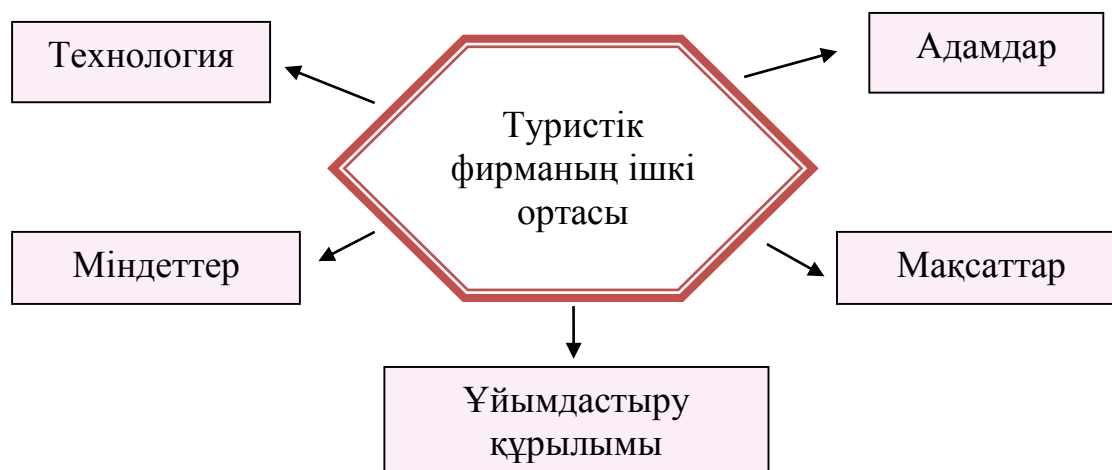 Технология
Адамдар
Туристік
фирманың ішкі
ортасы
Міндеттер
Мақсаттар
Ұйымдастыру
құрылымы